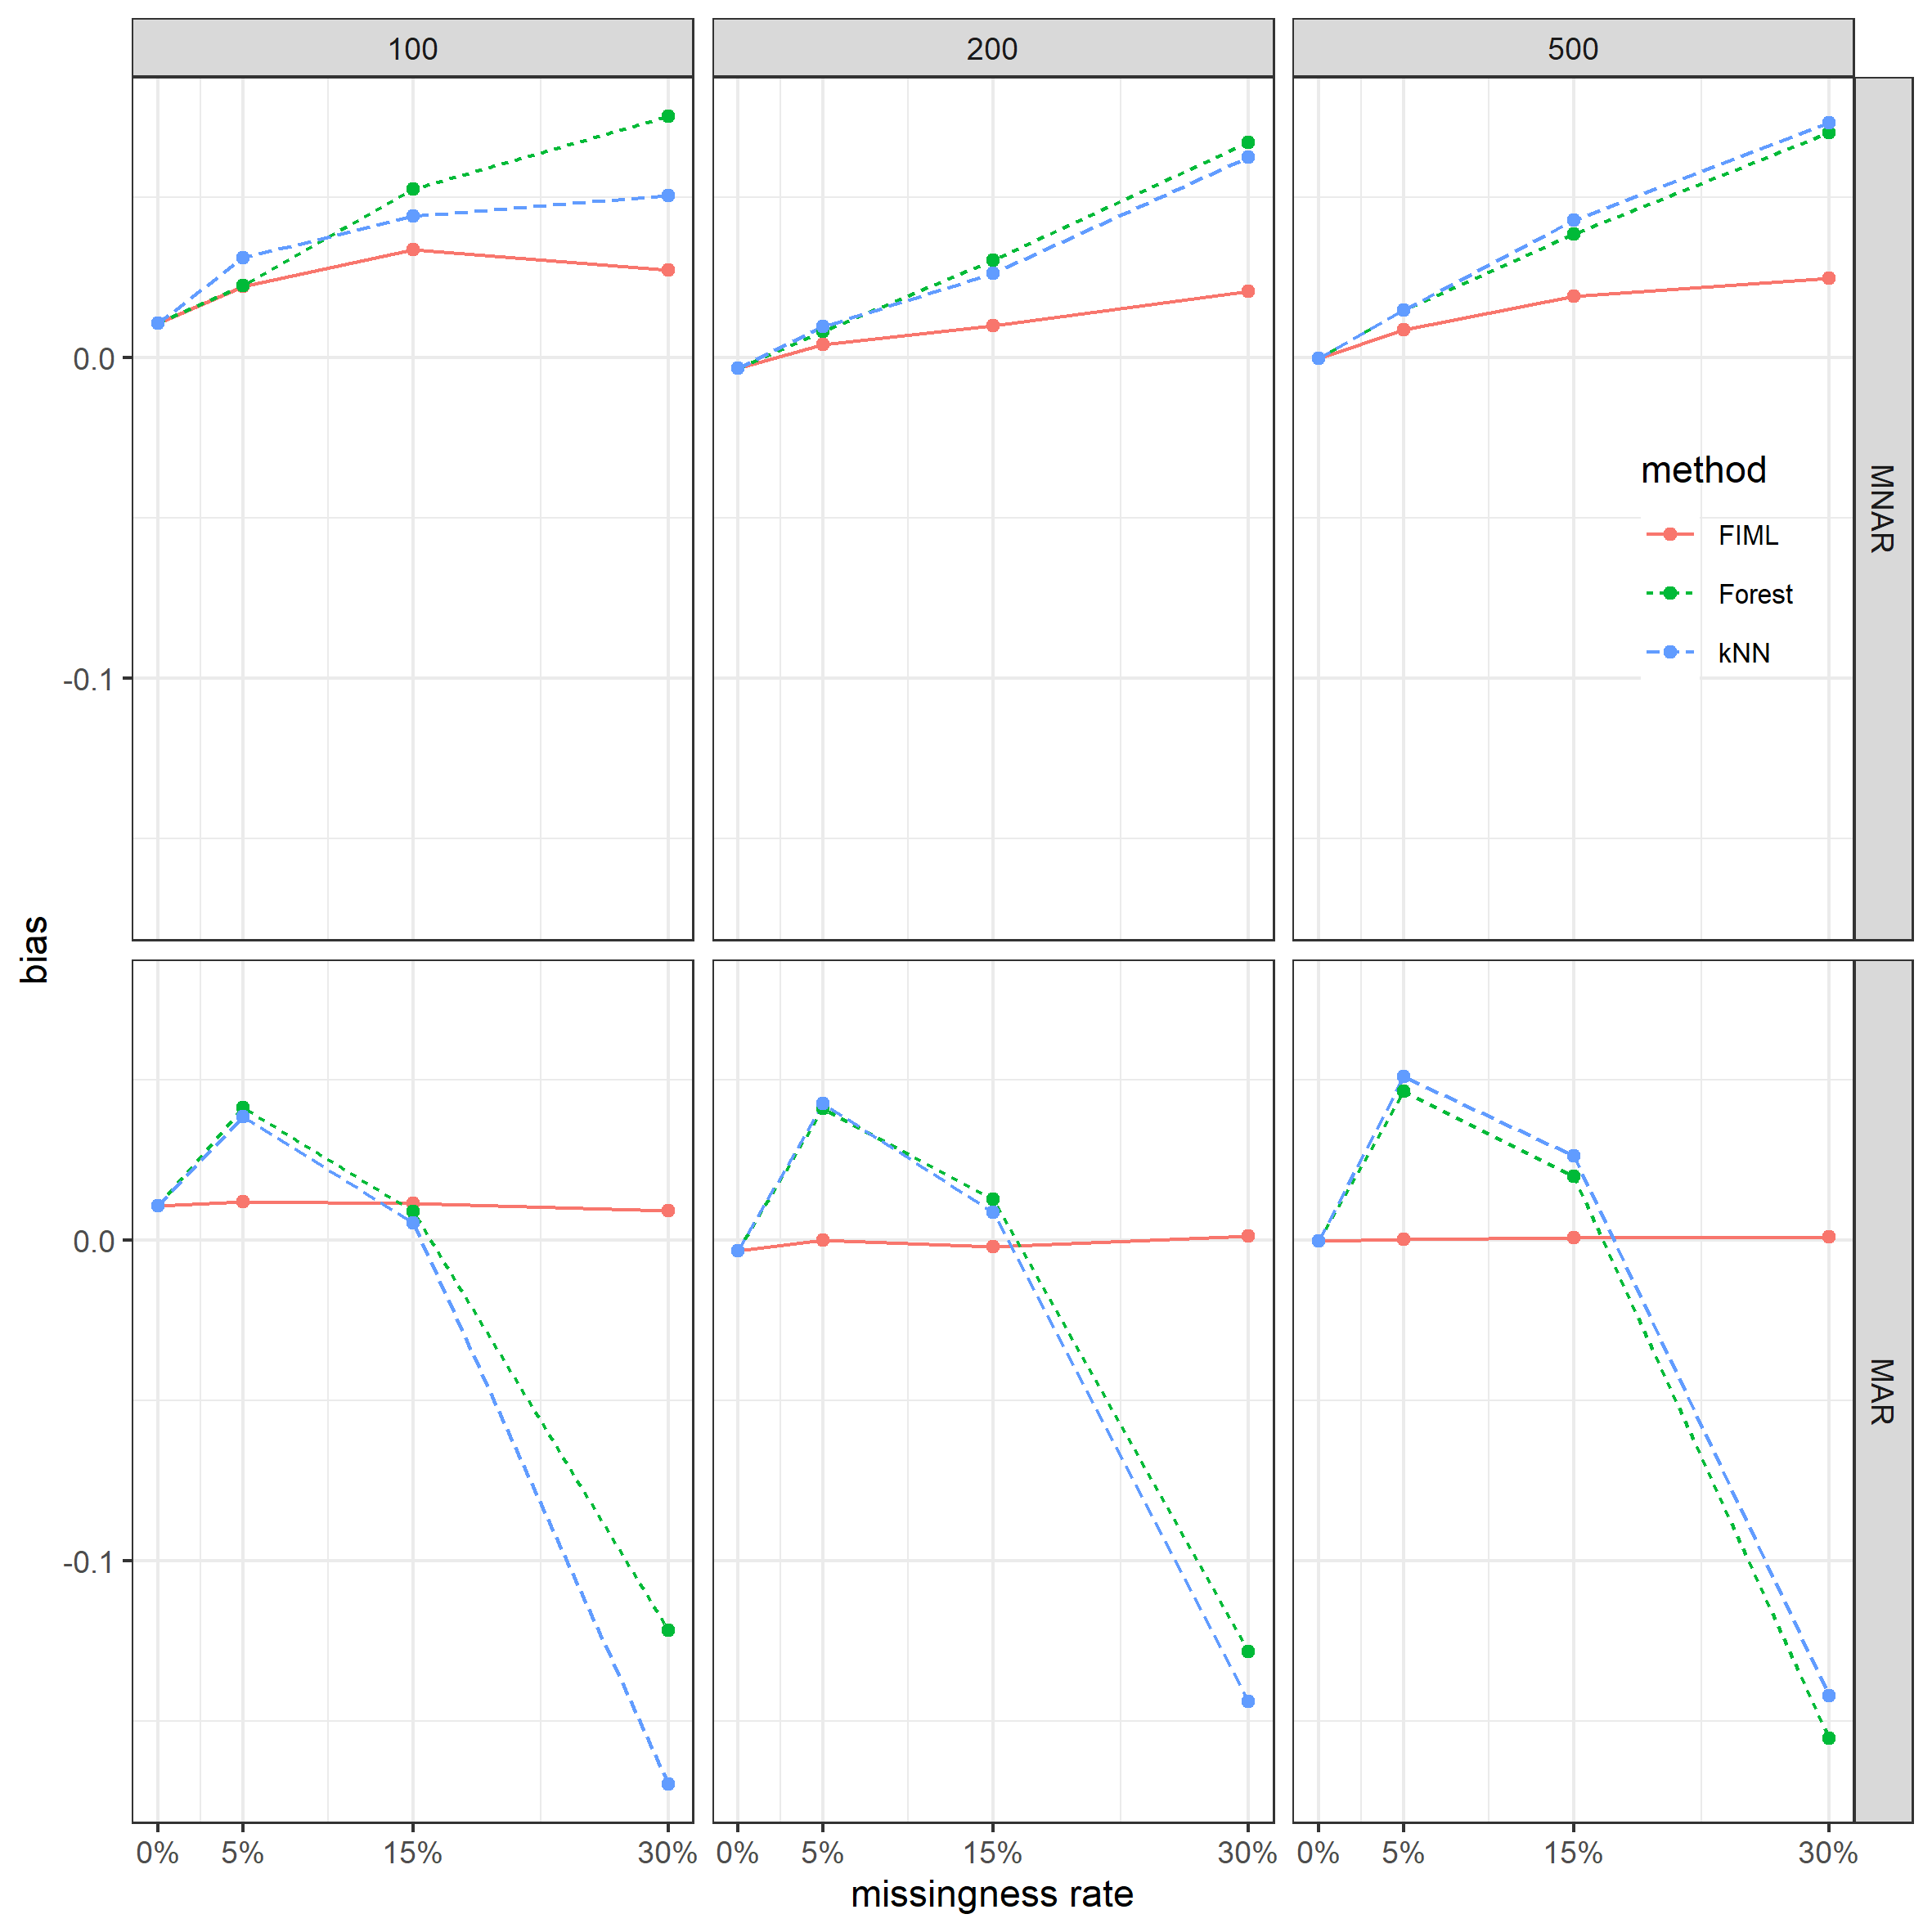 100
200
500
0.0
-0.1
MNAR
method
FIML
Forest
kNN
bias
0.0
-0.1
MAR
0% 5% 15% 30%
0% 5% 15% 30%
0% 5% 15% 30%
missingness rate